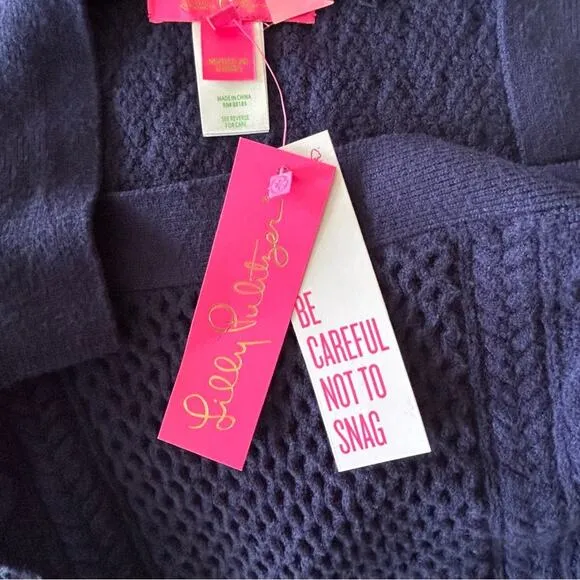 MADE IN CHINA
SEE REVERSE
FOR CARE
Lilly Pulitzer
BE
CAREFUL
NOT TO
SNAG